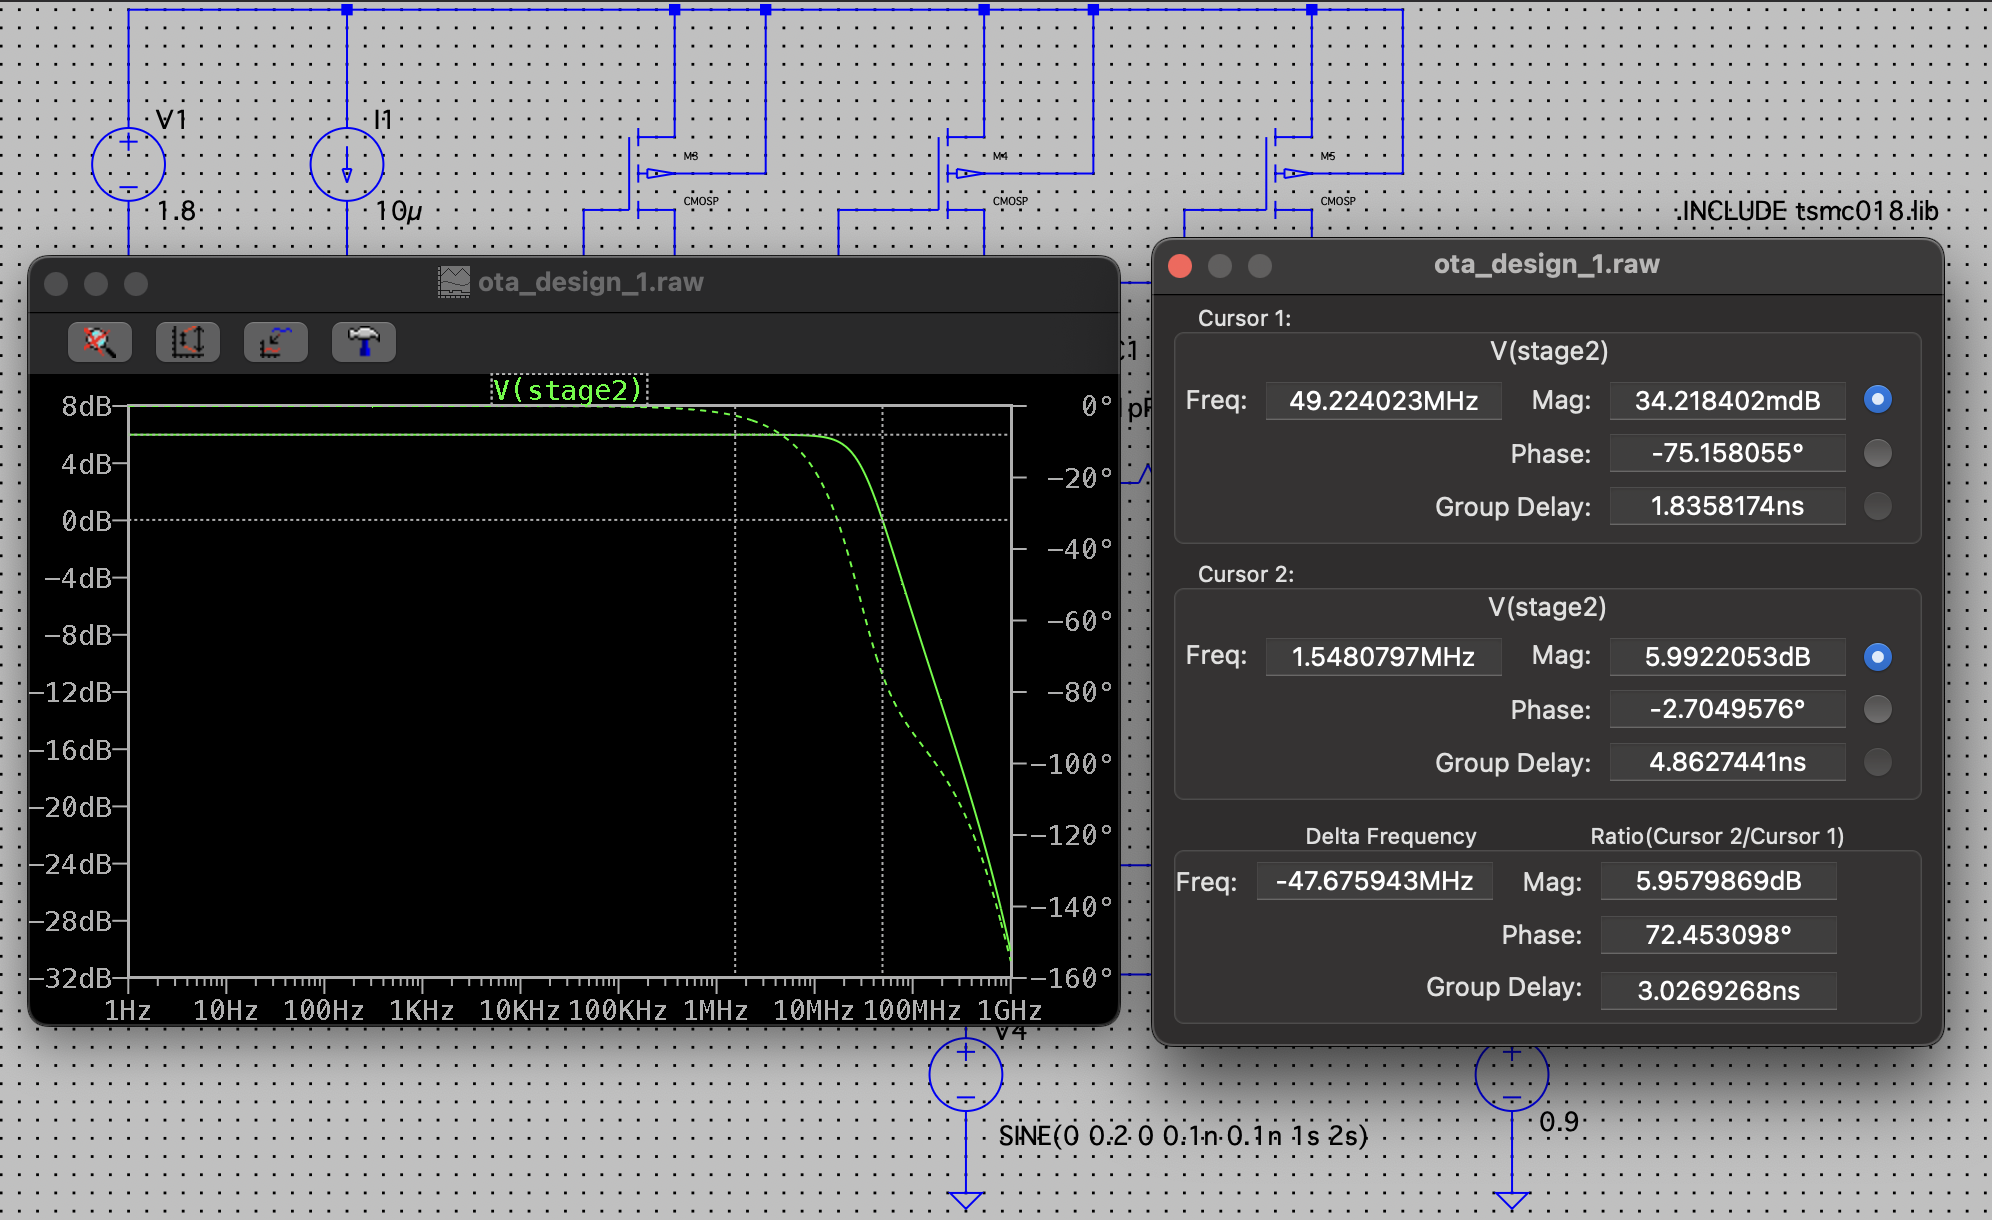 V1
I1
M3
M4
M5
1.8
10µ
CMOSP
CMOSP
CMOSP
.INCLUDE tsmc018.lib
ota_design_1.raw
V(stage2)
8dB
4dB
0dB
-4dB
-8dB
-12dB
-16dB
-20dB
-24dB
-28dB
-32dB
0°
-20°
-40°
-60°
-80°
-100°
-120°
-140°
-160°
1Hz 10Hz 100Hz 1KHz 10KHz 100KHz 1MHz 10MHz 100MHz 1GHz
ota_design_1.raw
Cursor 1:
V(stage2)
Freq: 49.224023MHz Mag: 34.218402mdB
Phase: -75.158055°
Group Delay: 1.8358174ns
Cursor 2:
V(stage2)
Freq: 1.5480797MHz Mag: 5.9922053dB
Phase: -2.7049576°
Group Delay: 4.8627441ns
Delta Frequency Ratio(Cursor 2/Cursor 1)
Freq: -47.675943MHz Mag: 5.9579869dB
Phase: 72.453098°
Group Delay: 3.0269268ns
V4
SINE(0 0.2 0 0.1n 0.1n 1s 2s)
0.9